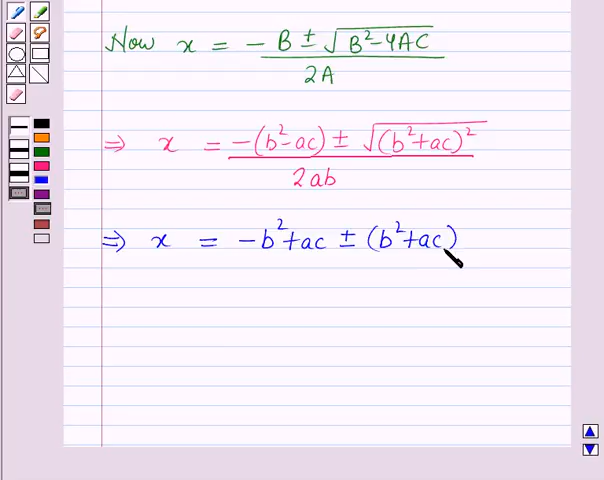 Now x = -B ± √(B²-4AC) / 2A
⇒ x = -(b²-ac) ± √((b²+ac)²) / 2ab
⇒ x = -b²+ac ± (b²+ac)